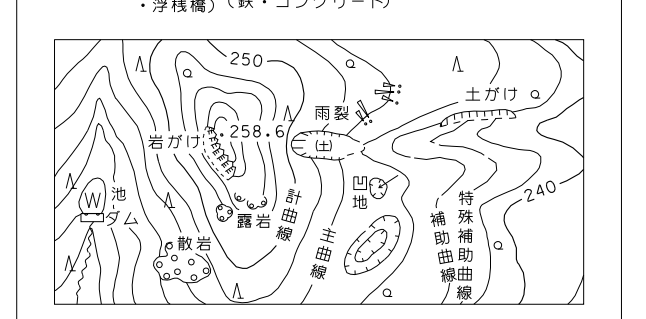 ・浮桟橋)(鉄・コンクリート)
250
土がけ
雨裂
岩がけ
.258.6
(土)
W
池
ダム
凹地
240
露岩
計曲線
主曲線
補助曲線
特殊補助曲線
散岩